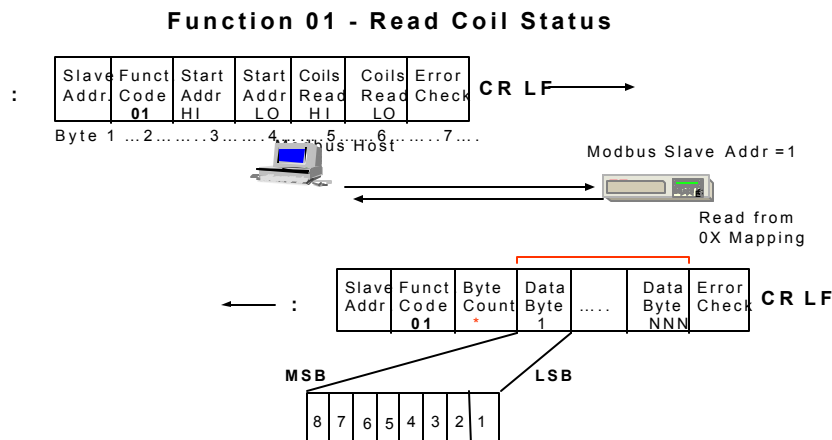 Function 01 - Read Coil Status
: Slave Addr. Funct Code 01 Start Addr HI Start Addr LO Coils Read HI Coils Read LO Error Check CR LF
Byte 1 ...2........3........4........5........6........7....
Modbus Host
Modbus Slave Addr =1
Read from
0X Mapping
: Slave Addr Funct Code 01 Byte Count * Data Byte 1 ..... Data Byte NNN Error Check CR LF
MSB LSB
8 7 6 5 4 3 2 1